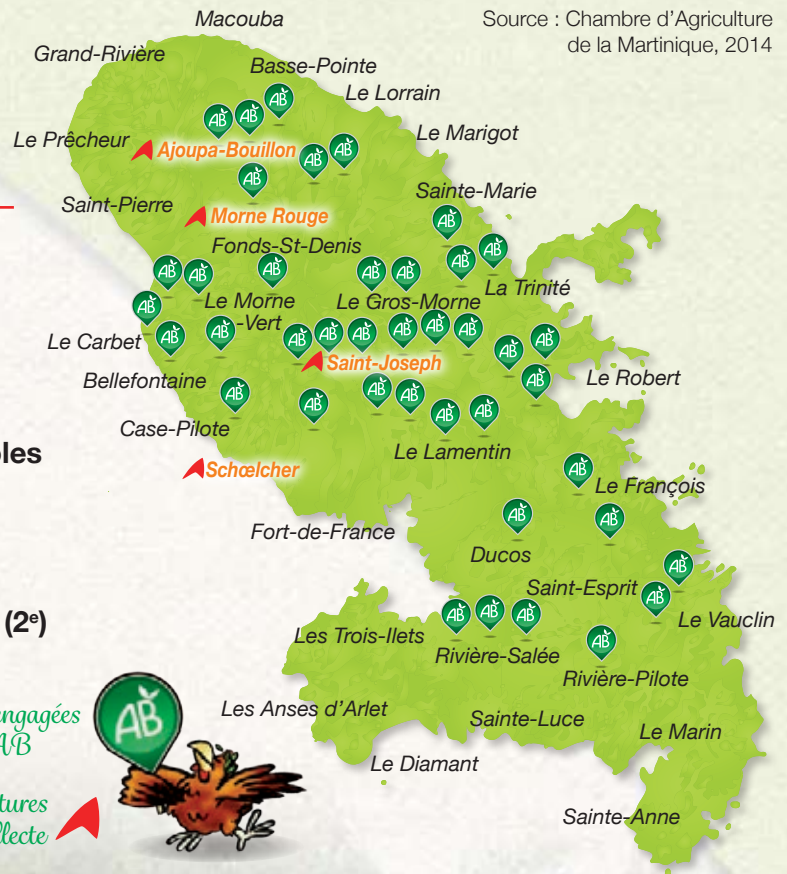 Source : Chambre d'Agriculture
de la Martinique, 2014
Macouba
Grand-Rivière
Basse-Pointe
Le Lorrain
Le Prêcheur
Ajoupa-Bouillon
Le Marigot
Saint-Pierre
Morne Rouge
Sainte-Marie
Fonds-St-Denis
La Trinité
Le Morne
-Vert
Le Gros-Morne
Le Carbet
Saint-Joseph
Bellefontaine
Le Robert
Case-Pilote
Le Lamentin
Schœlcher
Le François
Fort-de-France
Ducos
Saint-Esprit
Le Vauclin
(2e)
Les Trois-Ilets
Rivière-Salée
Rivière-Pilote
Les Anses d'Arlet
Sainte-Luce
Le Marin
Le Diamant
Sainte-Anne
engagées
AB
AB